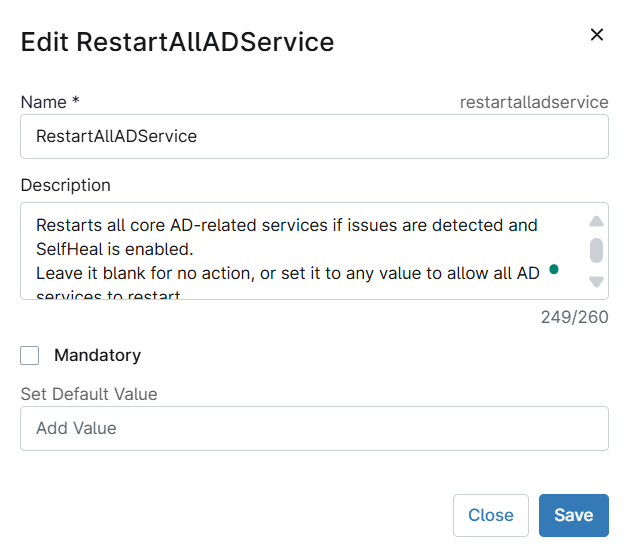 Edit RestartAllADService
Name *
restartalladservice
RestartAllADService
Description
Restarts all core AD-related services if issues are detected and
SelfHeal is enabled.
Leave it blank for no action, or set it to any value to allow all AD
services to restart
249/260
Mandatory
Set Default Value
Add Value
Close
Save